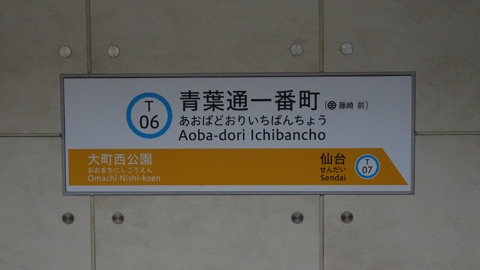 T
06
青葉通一番町
(藤崎 前)
あおばどおりいちばんちょう
Aoba-dori Ichibancho
大町西公園
おおまちにしこうえん
Omachi Nishi-koen
仙台
せんだい
Sendai
T
07